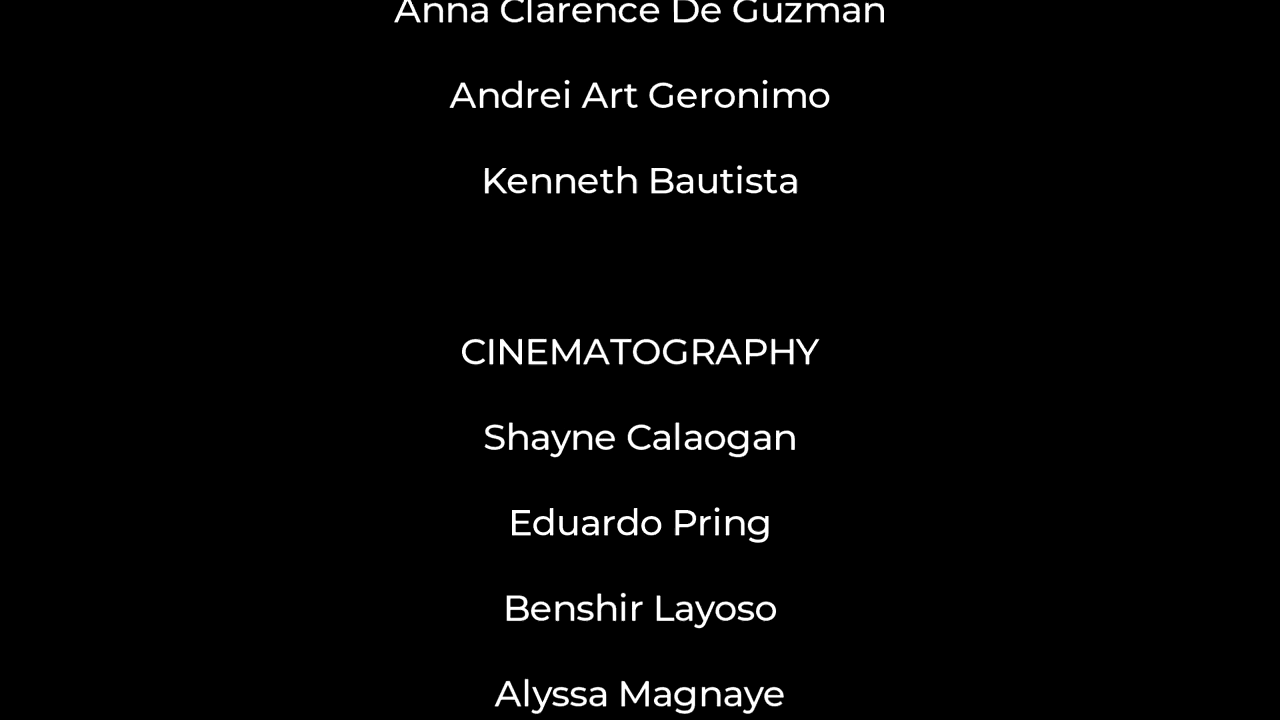 Anna Clarence De Guzman
Andrei Art Geronimo
Kenneth Bautista
CINEMATOGRAPHY
Shayne Calaogan
Eduardo Pring
Benshir Layoso
Alyssa Magnaye